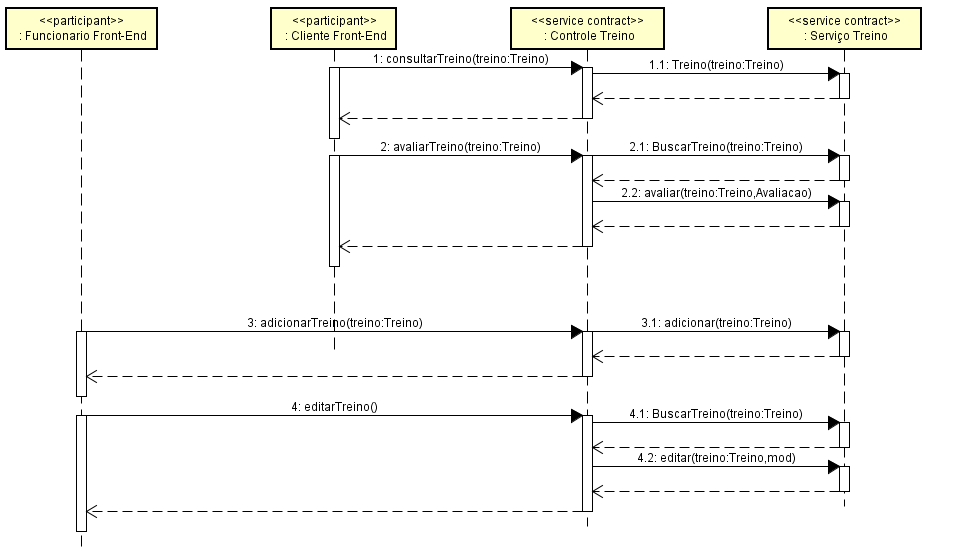 <<participant>>
: Funcionario Front-End
<<participant>>
: Cliente Front-End
<<service contract>>
: Controle Treino
<<service contract>>
: Serviço Treino
1: consultarTreino(treino:Treino)
1.1: Treino(treino:Treino)
2: avaliarTreino(treino:Treino)
2.1: BuscarTreino(treino:Treino)
2.2: avaliar(treino:Treino,Avaliacao)
3: adicionarTreino(treino:Treino)
3.1: adicionar(treino:Treino)
4: editarTreino()
4.1: BuscarTreino(treino:Treino)
4.2: editar(treino:Treino,mod)